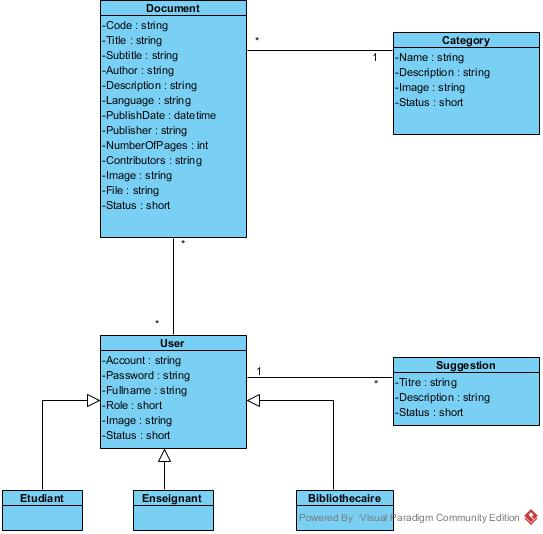 Document
-Code : string
-Title : string
-Subtitle : string
-Author : string
-Description : string
-Language : string
-PublishDate : datetime
-Publisher : string
-NumberOfPages : int
-Contributors : string
-Image : string
-File : string
-Status : short
*
1
Category
-Name : string
-Description : string
-Image : string
-Status : short
*
*
User
-Account : string
-Password : string
-Fullname : string
-Role : short
-Image : string
-Status : short
1
*
Suggestion
-Titre : string
-Description : string
-Status : short
Etudiant
Enseignant
Bibliothecaire
Powered By Visual Paradigm Community Edition